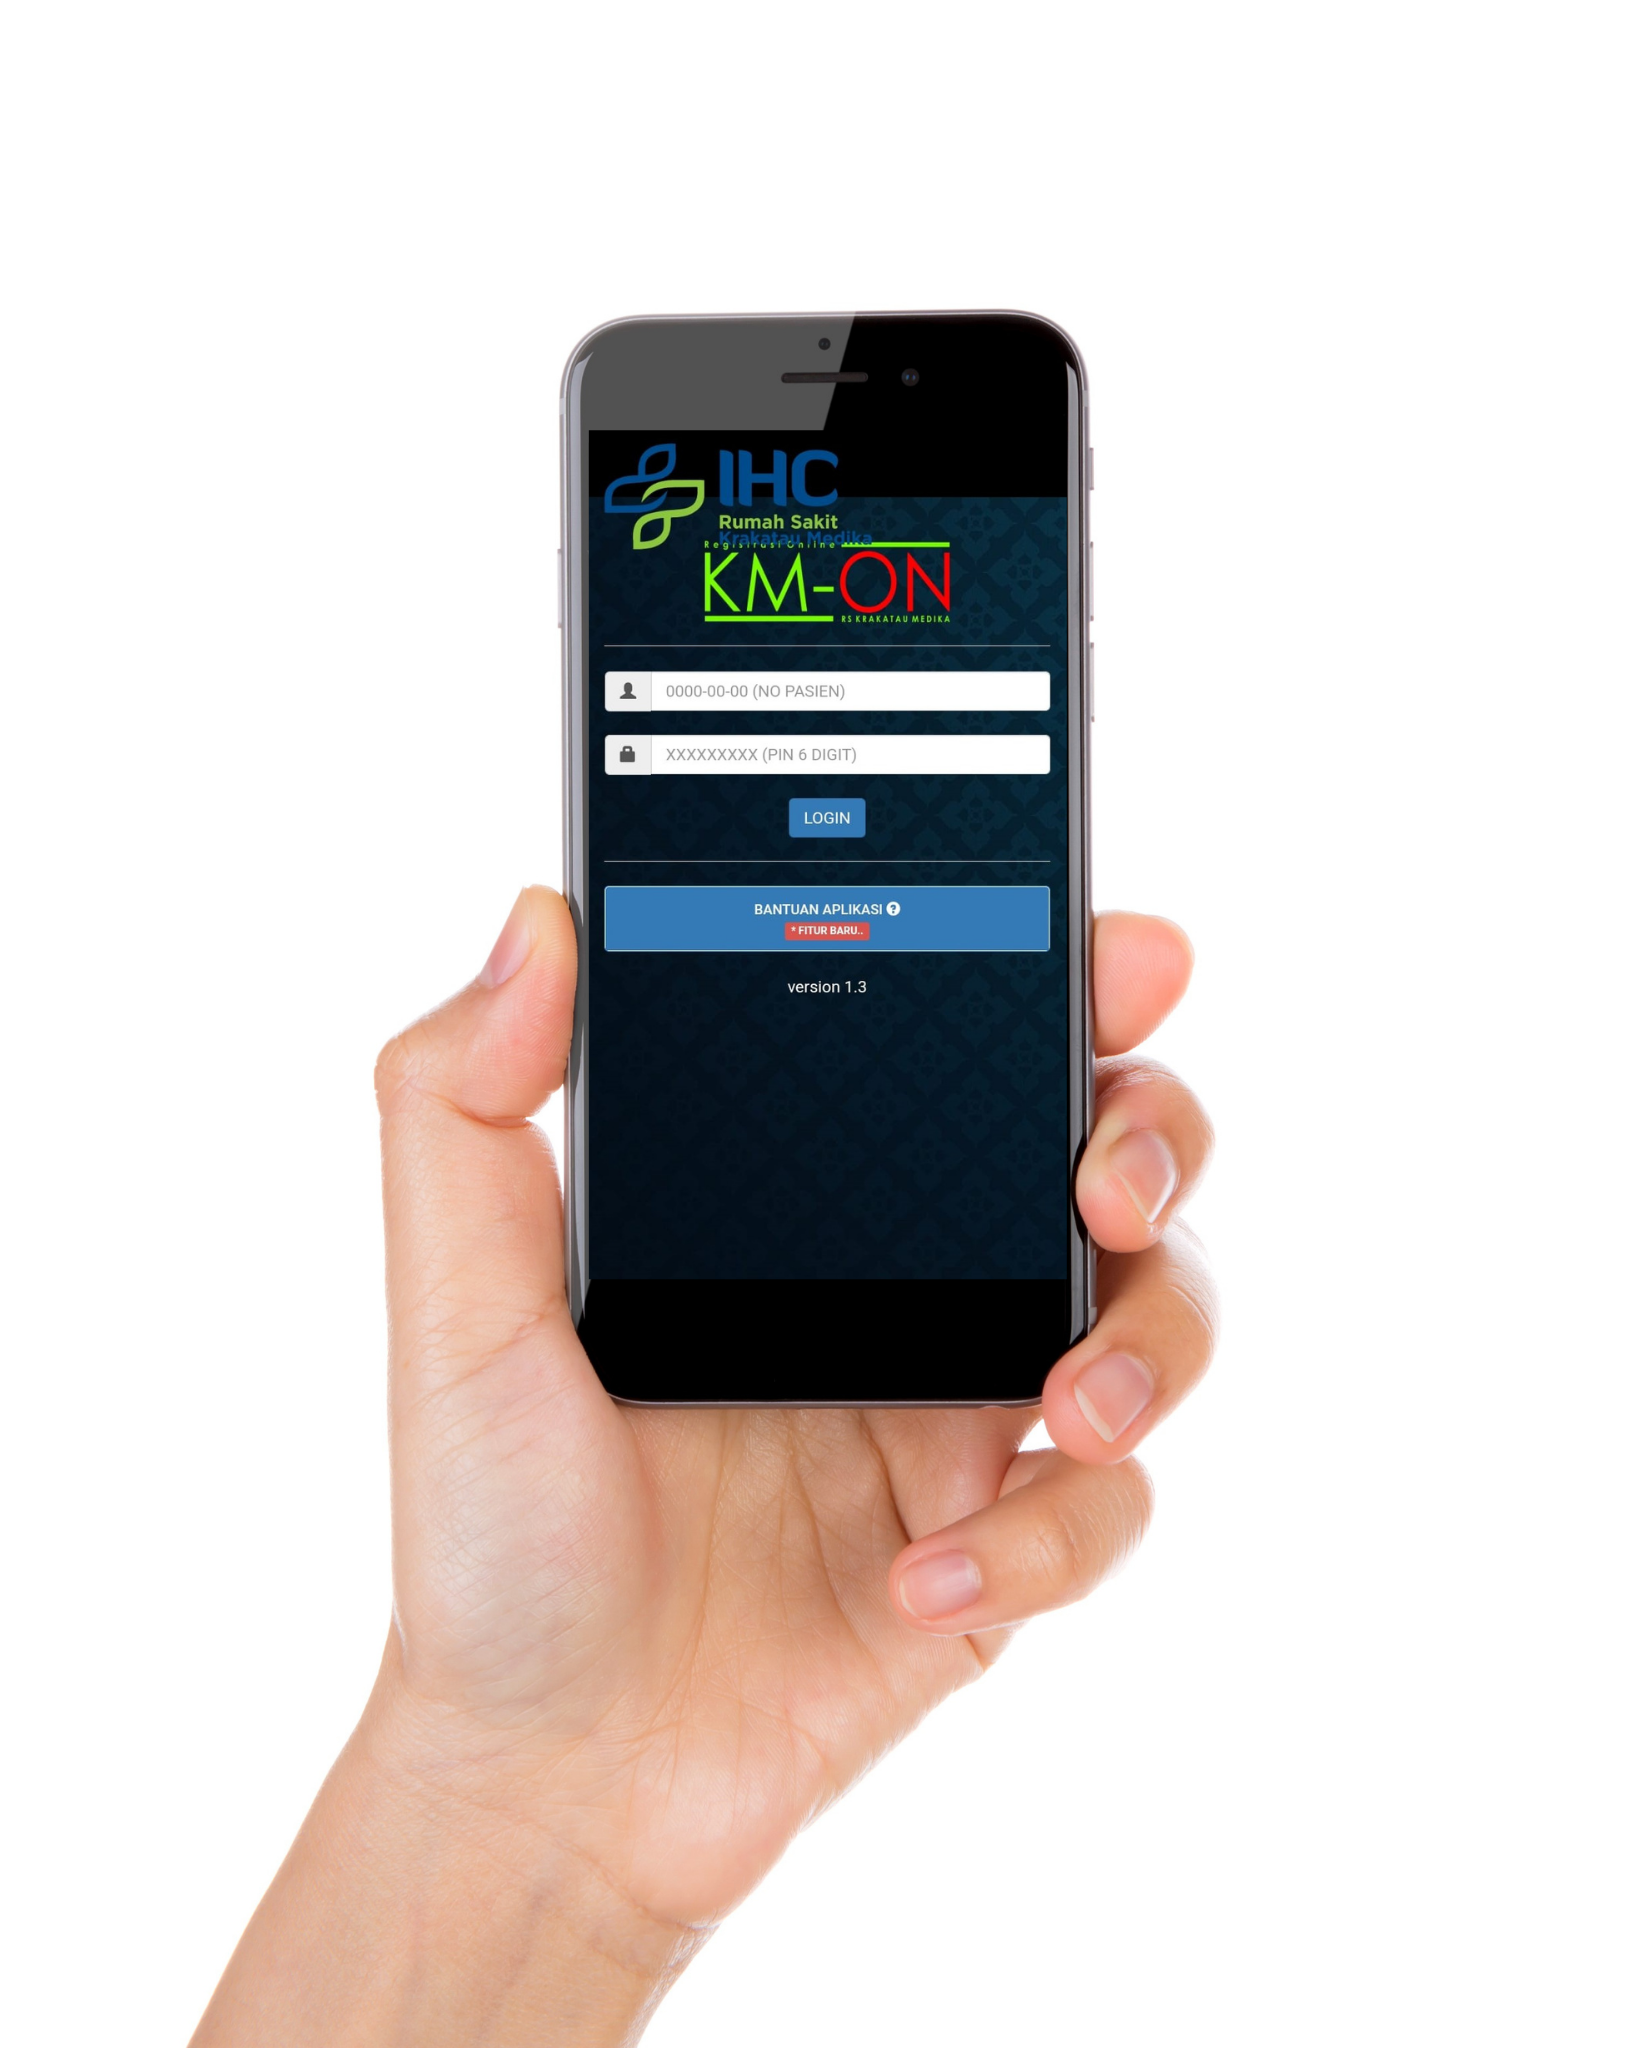 IHC
Rumah Sakit
Krakatau Medika
Registrasi Online
KM-ON
RS KRAKATAU MEDIKA
0000-00-00 (NO PASIEN)
XXXXXXXXX (PIN 6 DIGIT)
LOGIN
BANTUAN APLIKASI ?
* FITUR BARU..
version 1.3